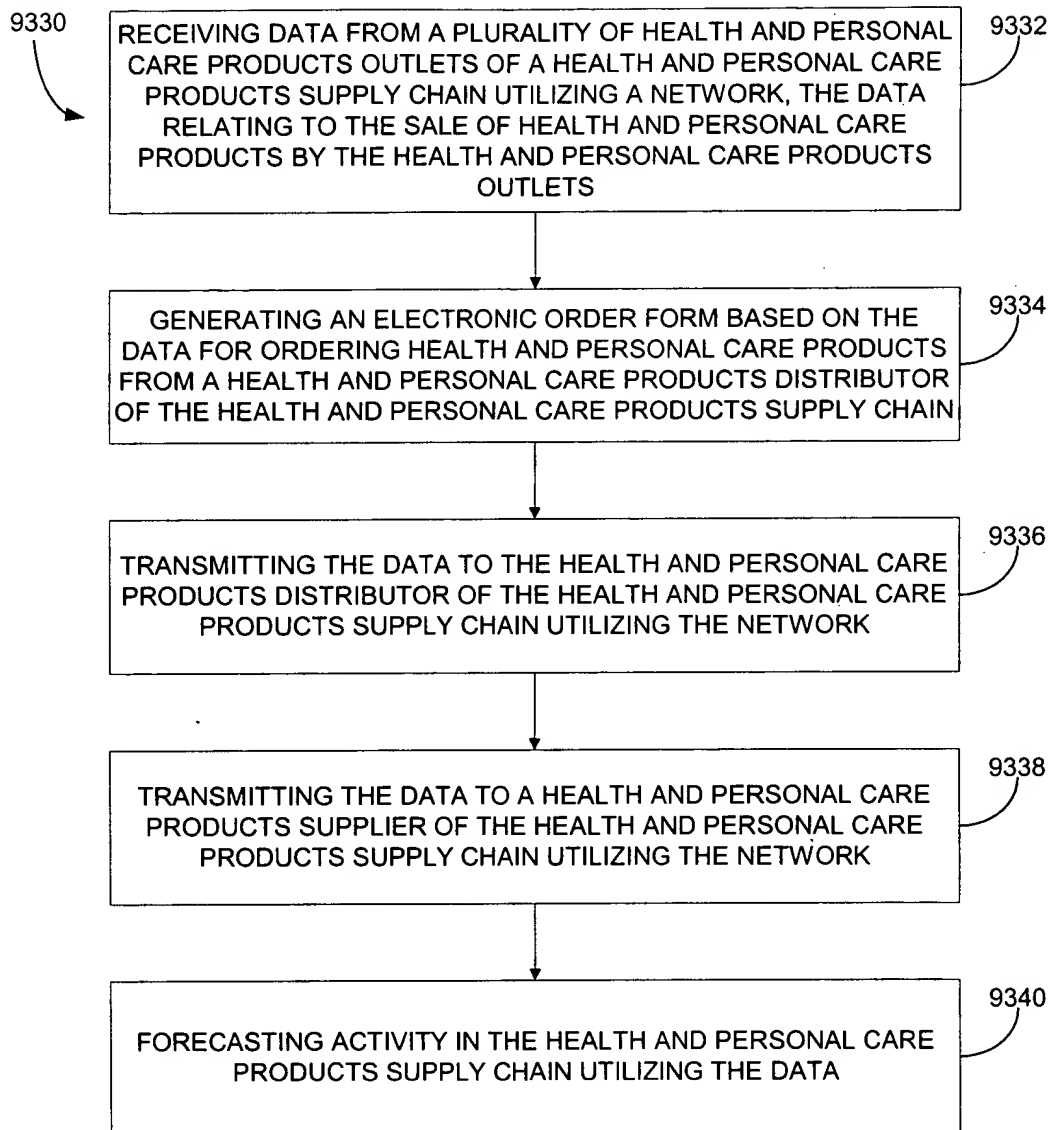 9330
RECEIVING DATA FROM A PLURALITY OF HEALTH AND PERSONAL
CARE PRODUCTS OUTLETS OF A HEALTH AND PERSONAL CARE
PRODUCTS SUPPLY CHAIN UTILIZING A NETWORK, THE DATA
RELATING TO THE SALE OF HEALTH AND PERSONAL CARE
PRODUCTS BY THE HEALTH AND PERSONAL CARE PRODUCTS
OUTLETS
9332
GENERATING AN ELECTRONIC ORDER FORM BASED ON THE
DATA FOR ORDERING HEALTH AND PERSONAL CARE PRODUCTS
FROM A HEALTH AND PERSONAL CARE PRODUCTS DISTRIBUTOR
OF THE HEALTH AND PERSONAL CARE PRODUCTS SUPPLY CHAIN
9334
TRANSMITTING THE DATA TO THE HEALTH AND PERSONAL CARE
PRODUCTS DISTRIBUTOR OF THE HEALTH AND PERSONAL CARE
PRODUCTS SUPPLY CHAIN UTILIZING THE NETWORK
9336
TRANSMITTING THE DATA TO A HEALTH AND PERSONAL CARE
PRODUCTS SUPPLIER OF THE HEALTH AND PERSONAL CARE
PRODUCTS SUPPLY CHAIN UTILIZING THE NETWORK
9338
FORECASTING ACTIVITY IN THE HEALTH AND PERSONAL CARE
PRODUCTS SUPPLY CHAIN UTILIZING THE DATA
9340